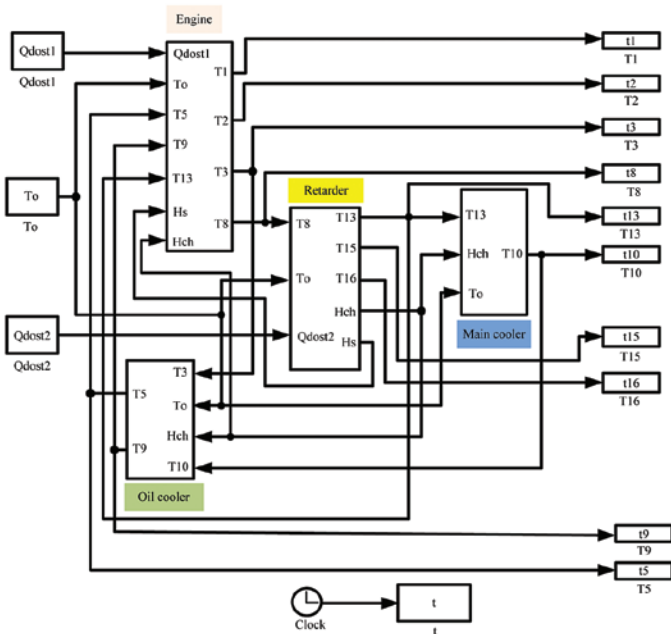 Engine
Qdost1
Qdost1
Qdost1
To
T5
T9
T13
Hs
Hch
T1
T2
T3
T8
t1
T1
t2
T2
t3
T3
t8
T8
t13
T13
t10
T10
To
To
Retarder
T8
To
Qdost2
T13
T15
T16
Hch
Hs
T13
Hch
To
T10
Main cooler
Qdost2
Qdost2
t15
T15
t16
T16
T5
T9
T3
To
Hch
T10
Oil cooler
t9
T9
t5
T5
Clock
t
t